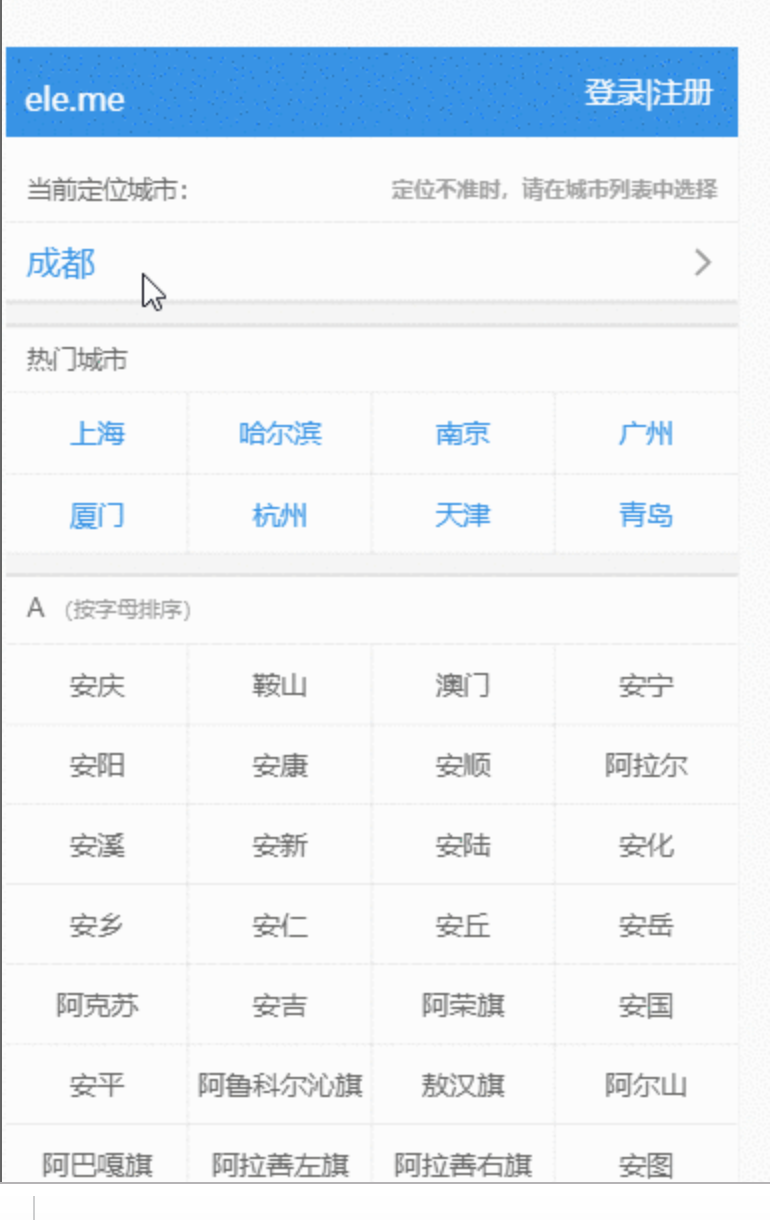 ele.me 登录|注册
当前定位城市： 定位不准时，请在城市列表中选择
成都
热门城市
上海 哈尔滨 南京 广州
厦门 杭州 天津 青岛
A （按字母排序）
安庆 鞍山 澳门 安宁
安阳 安康 安顺 阿拉尔
安溪 安新 安陆 安化
安乡 安仁 安丘 安岳
阿克苏 安吉 阿荣旗 安国
安平 阿鲁科尔沁旗 敖汉旗 阿尔山
阿巴嘎旗 阿拉善左旗 阿拉善右旗 安图